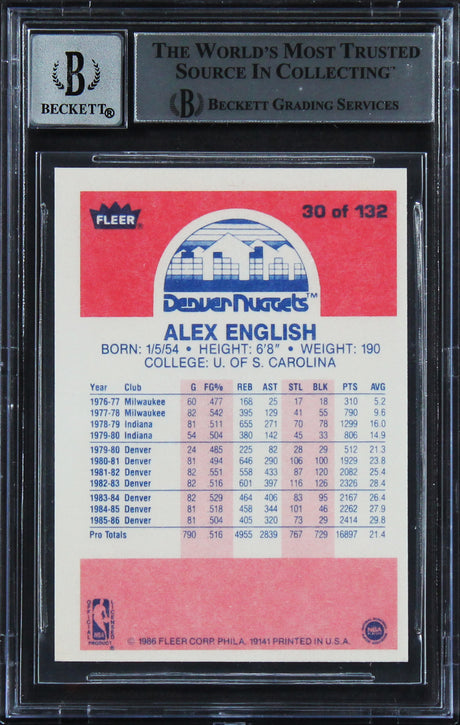 THE WORLD'S MOST TRUSTED
SOURCE IN COLLECTING™
B
BECKETT®
B BECKETT GRADING SERVICES
FLEER®
30 of 132
Denver Nuggets™
ALEX ENGLISH
BORN: 1/5/54 • HEIGHT: 6'8" • WEIGHT: 190
COLLEGE: U. OF S. CAROLINA
Year Club G FG% REB AST STL BLK PTS AVG
1976-77 Milwaukee 60 .477 168 25 17 18 310 5.2
1977-78 Milwaukee 82 .542 395 129 41 55 790 9.6
1978-79 Indiana 81 .511 655 271 70 78 1299 16.0
1979-80 Indiana 54 .504 380 142 45 33 806 14.9
1979-80 Denver 24 .485 225 82 28 29 512 21.3
1980-81 Denver 81 .494 646 290 106 100 1929 23.8
1981-82 Denver 82 .551 558 433 87 120 2082 25.4
1982-83 Denver 82 .516 601 397 116 126 2326 28.4
1983-84 Denver 82 .529 464 406 83 95 2167 26.4
1984-85 Denver 81 .518 458 344 101 46 2262 27.9
1985-86 Denver 81 .504 405 320 73 29 2414 29.8
Pro Totals 790 .516 4955 2839 767 729 16897 21.4
OFFICIAL LICENSED
NBA
PRODUCT
© 1986 FLEER CORP. PHILA. 19141 PRINTED IN U.S.A.
NBA